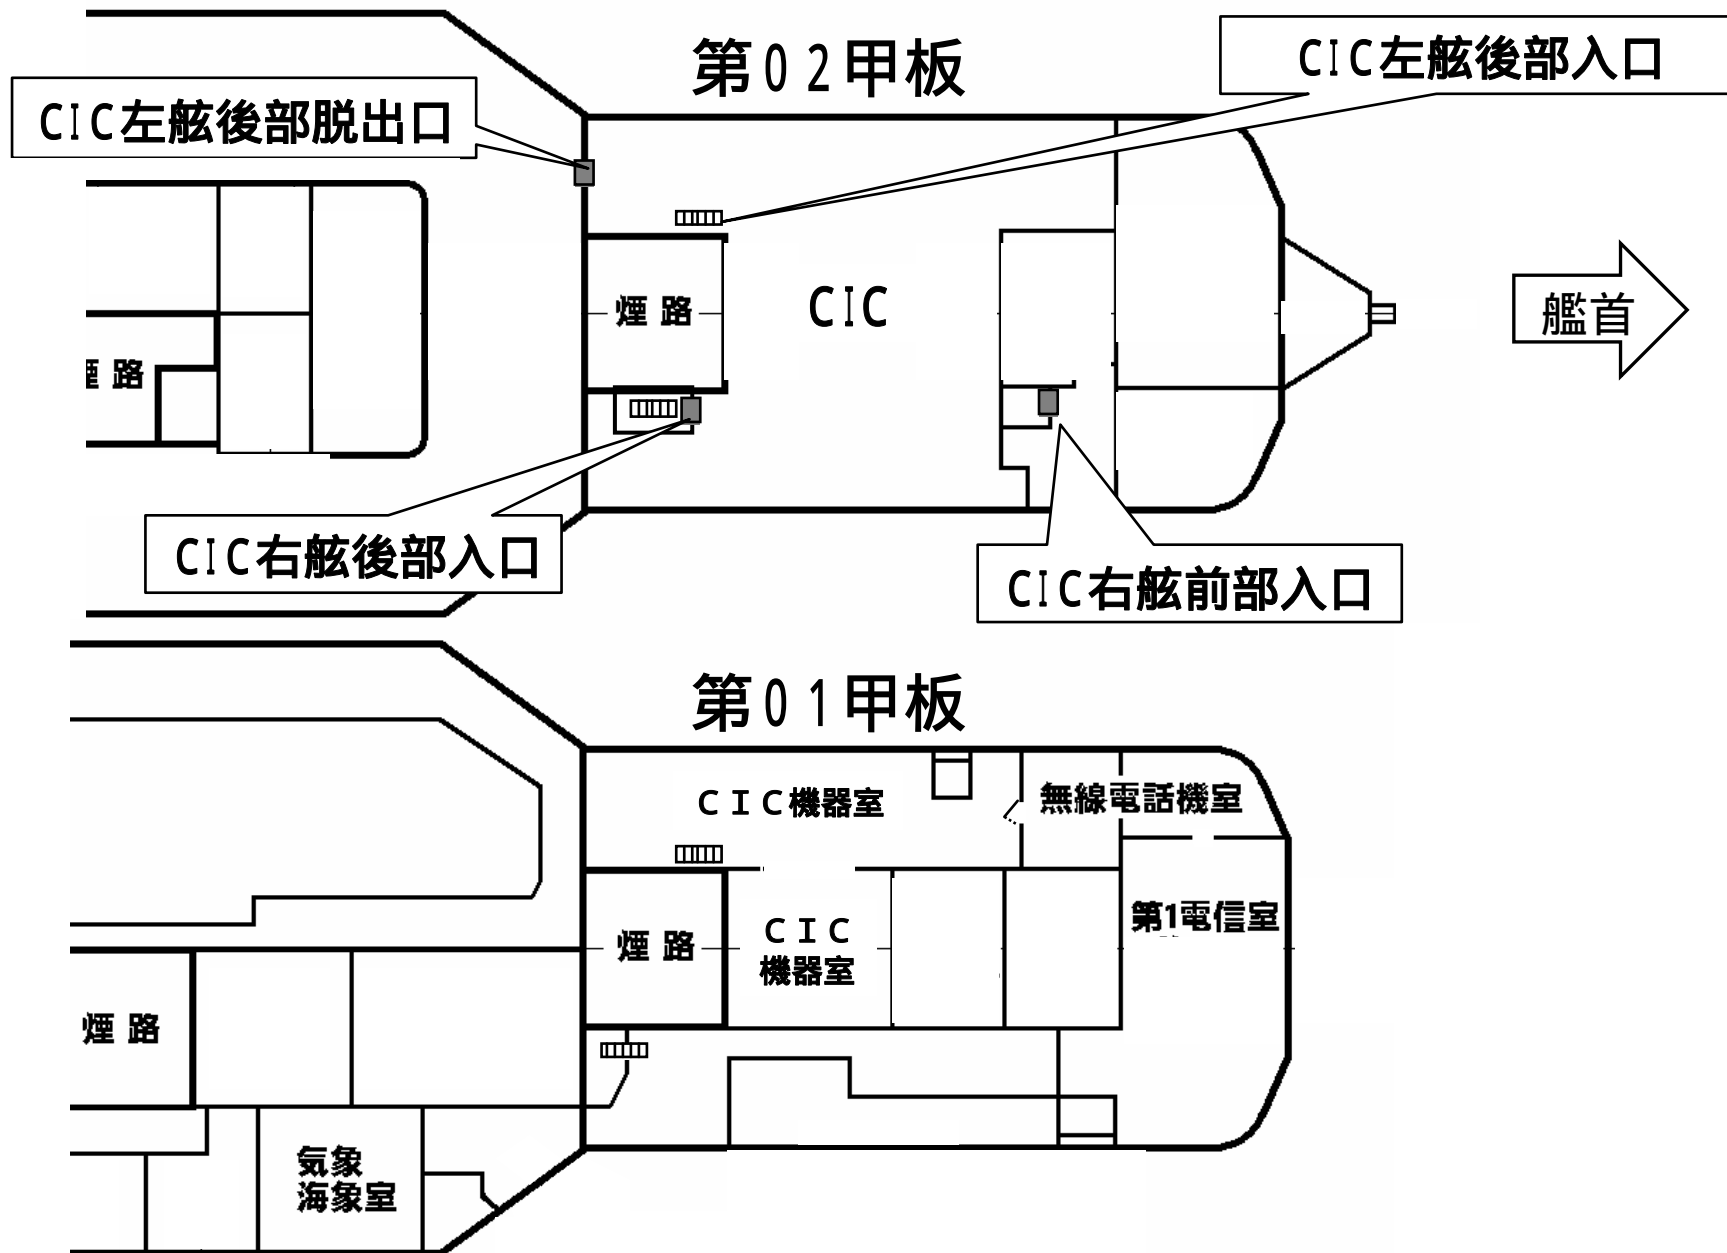 第02甲板
CIC左舷後部入口
CIC左舷後部脱出口
煙路
CIC
艦首
煙路
CIC右舷後部入口
CIC右舷前部入口
第01甲板
CIC機器室
無線電話機室
煙路
CIC
機器室
第1電信室
煙路
気象
海象室